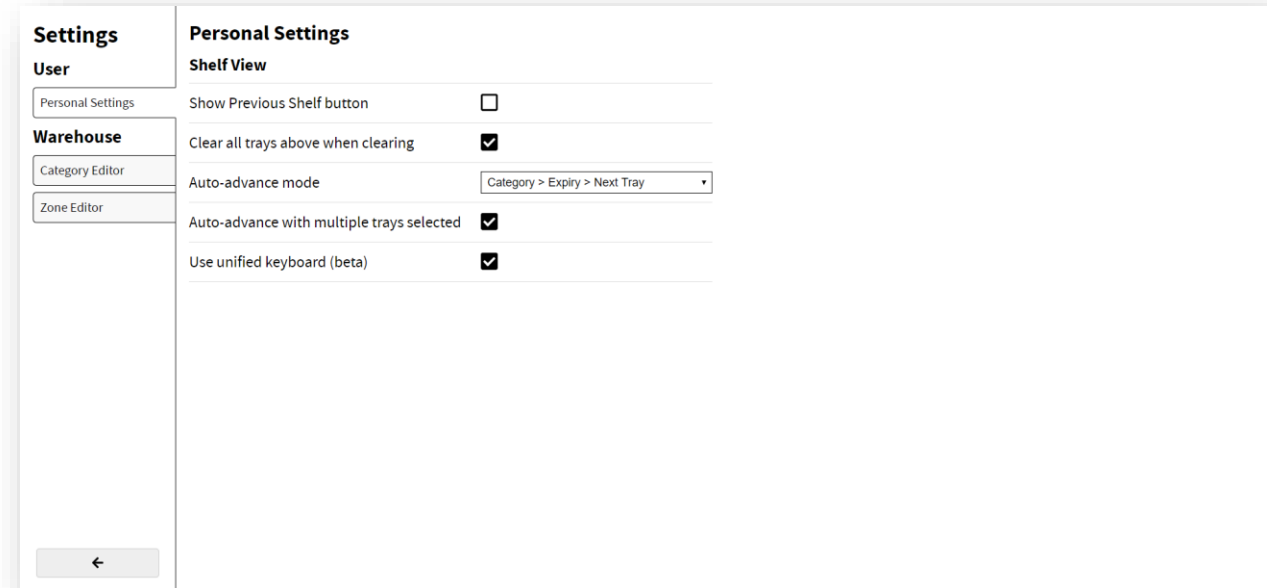 Settings
User
Personal Settings
Warehouse
Category Editor
Zone Editor
Personal Settings
Shelf View
Show Previous Shelf button
Clear all trays above when clearing
Auto-advance mode
Category > Expiry > Next Tray
Auto-advance with multiple trays selected
Use unified keyboard (beta)